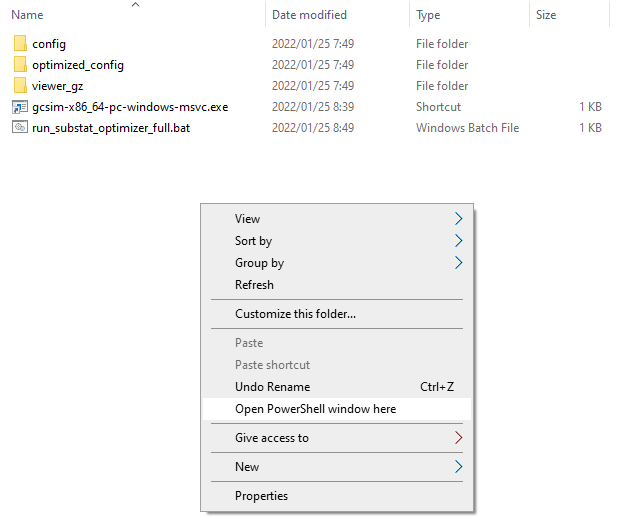 Name Date modified Type Size
config 2022/01/25 7:49 File folder
optimized_config 2022/01/25 7:49 File folder
viewer_gz 2022/01/25 7:49 File folder
gcsim-x86_64-pc-windows-msvc.exe 2022/01/25 8:39 Shortcut 1 KB
run_substat_optimizer_full.bat 2022/01/25 8:49 Windows Batch File 1 KB
View
Sort by
Group by
Refresh
Customize this folder...
Paste
Paste shortcut
Undo Rename Ctrl+Z
Open PowerShell window here
Give access to
New
Properties